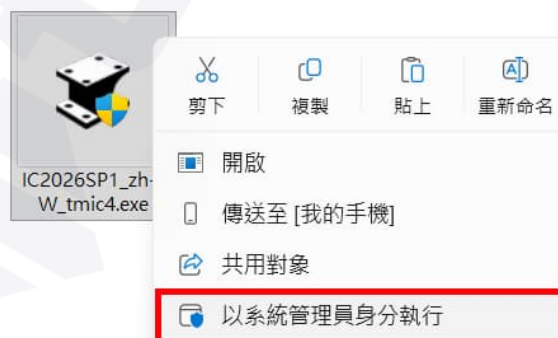 剪下
複製
貼上
重新命名
IC2026SP1_zh-
W_tmic4.exe
開啟
傳送至 [我的手機]
共用對象
以系統管理員身分執行